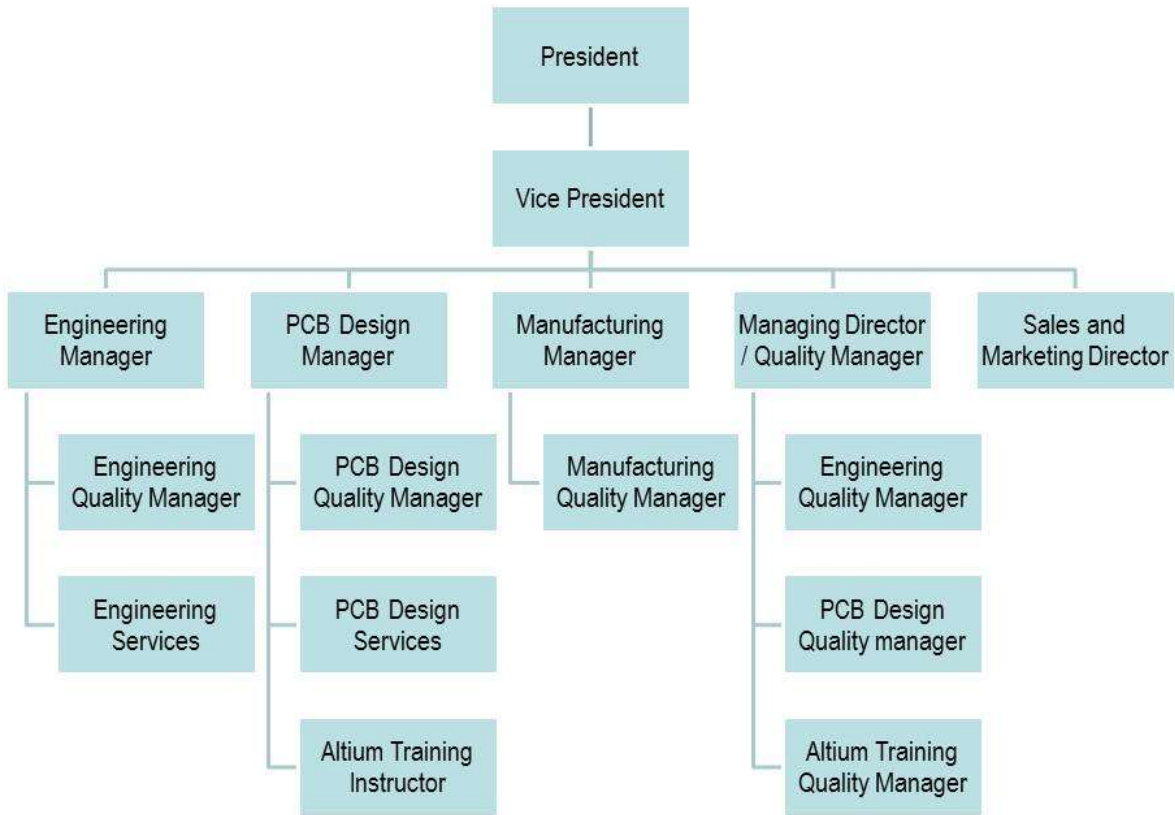 President
Vice President
Engineering
Manager
PCB Design
Manager
Manufacturing
Manager
Managing Director
/ Quality Manager
Sales and
Marketing Director
Engineering
Quality Manager
PCB Design
Quality Manager
Manufacturing
Quality Manager
Engineering
Quality Manager
Engineering
Services
PCB Design
Services
PCB Design
Quality manager
Altium Training
Instructor
Altium Training
Quality Manager